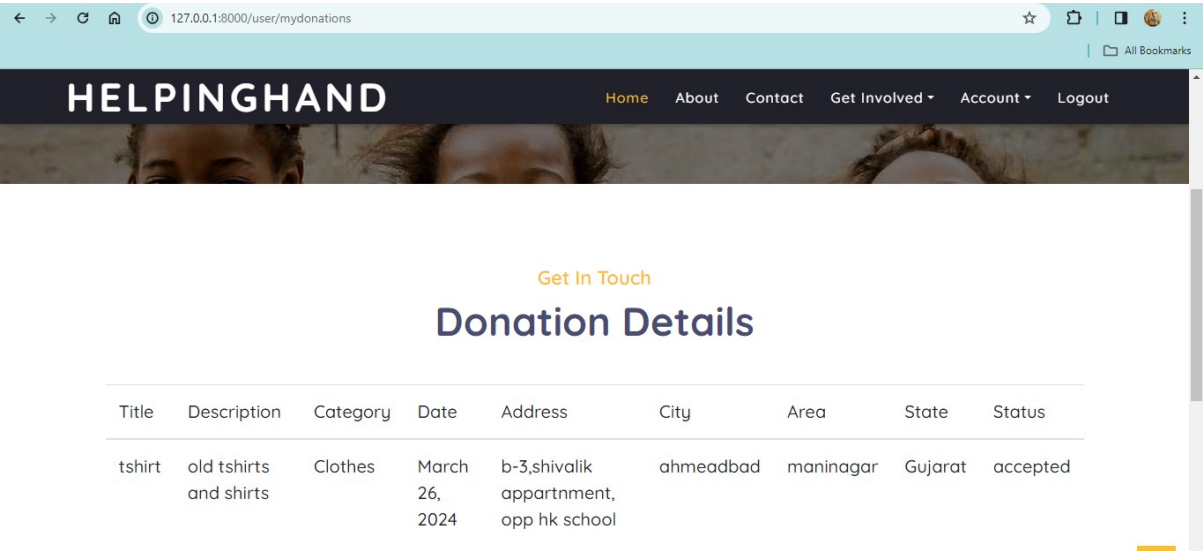 127.0.0.1:8000/user/mydonations
All Bookmarks
HELPINGHAND
Home About Contact Get Involved Account Logout
Get In Touch
Donation Details
Title Description Category Date Address City Area State Status
tshirt old tshirts Clothes March b-3,shivalik ahmeadbad maninagar Gujarat accepted
and shirts 26, appartnment,
2024 opp hk school